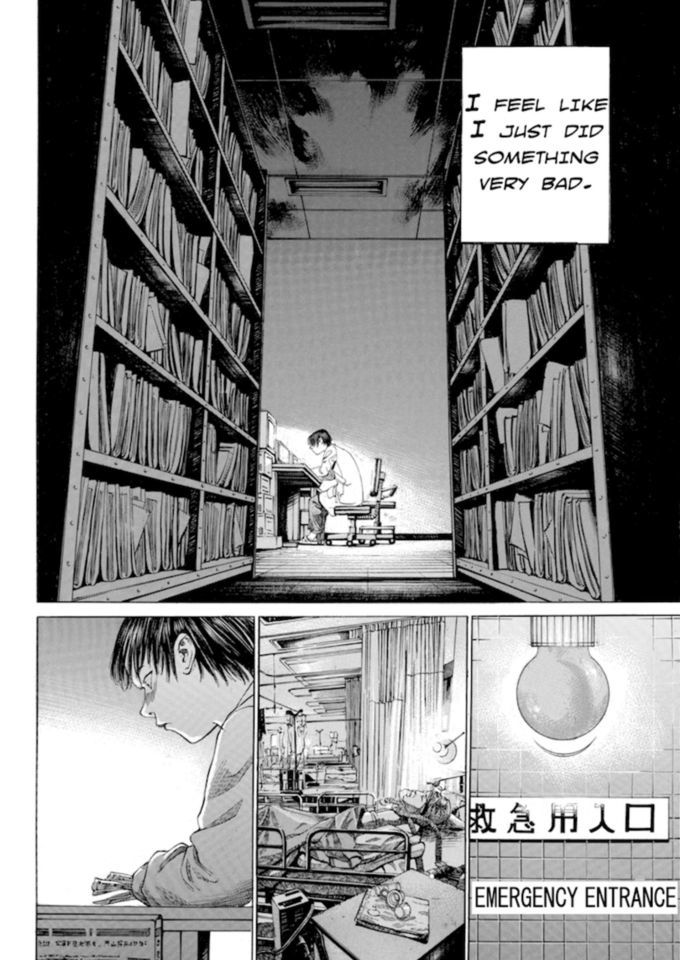 I FEEL LIKE
I JUST DID
SOMETHING
VERY BAD.
救急用入口
EMERGENCY ENTRANCE